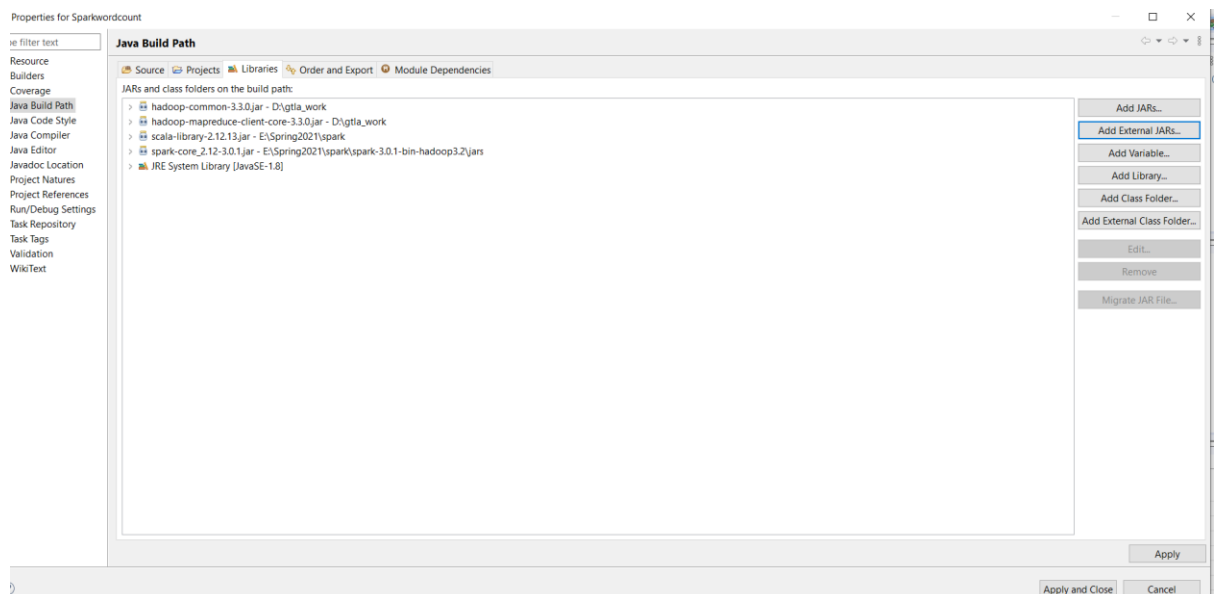 Properties for Sparkwordcount
pe filter text
Java Build Path
Resource
Builders
Coverage
Java Build Path
Java Code Style
Java Compiler
Java Editor
Javadoc Location
Project Natures
Project References
Run/Debug Settings
Task Repository
Task Tags
Validation
WikiText
Source Projects Libraries Order and Export Module Dependencies
JARs and class folders on the build path:
hadoop-common-3.3.0.jar - D:\gtla_work
hadoop-mapreduce-client-core-3.3.0.jar - D:\gtla_work
scala-library-2.12.13.jar - E:\Spring2021\spark
spark-core_2.12-3.0.1.jar - E:\Spring2021\spark\spark-3.0.1-bin-hadoop3.2\jars
JRE System Library [JavaSE-1.8]
Add JARs...
Add External JARs...
Add Variable...
Add Library...
Add Class Folder...
Add External Class Folder...
Edit...
Remove
Migrate JAR File...
Apply
Apply and Close Cancel